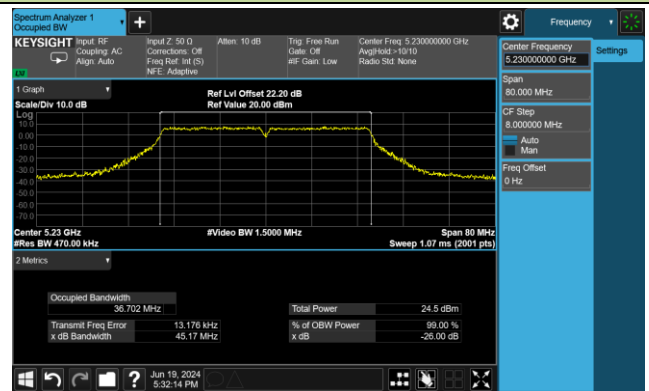 Spectrum Analyzer 1
Occupied BW
Frequency
KEYSIGHT
Input: RF
Coupling: AC
Align: Auto
Input Z: 50 Ω
Corrections: Off
Freq Ref: Int (S)
NFE: Adaptive
Atten: 10 dB
Trig: Free Run
Gate: Off
#IF Gain: Low
Center Freq: 5.230000000 GHz
Avg|Hold:>10/10
Radio Std: None
Center Frequency
5.230000000 GHz
Settings
Span
80.000 MHz
CF Step
8.000000 MHz
Auto
Man
Freq Offset
0 Hz
1 Graph
Scale/Div 10.0 dB
Ref Lvl Offset 22.20 dB
Ref Value 20.00 dBm
Log
10.0
0.00
-10.0
-20.0
-30.0
-40.0
-50.0
-60.0
-70.0
Center 5.23 GHz
#Res BW 470.00 kHz
#Video BW 1.5000 MHz
Span 80 MHz
Sweep 1.07 ms (2001 pts)
2 Metrics
Occupied Bandwidth
36.702 MHz
Total Power 24.5 dBm
Transmit Freq Error 13.176 kHz
% of OBW Power 99.00 %
x dB Bandwidth 45.17 MHz
x dB -26.00 dB
Jun 19, 2024
5:32:14 PM